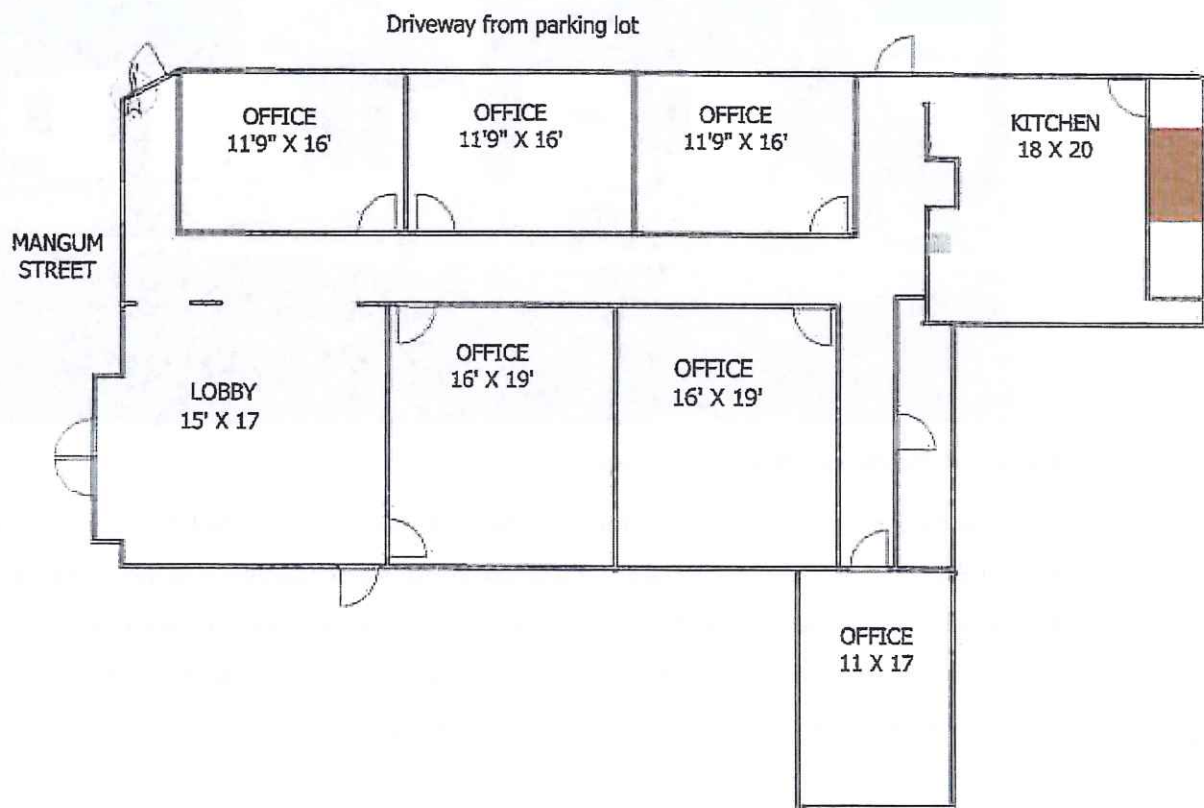 Driveway from parking lot
OFFICE
11'9" X 16'
OFFICE
11'9" X 16'
OFFICE
11'9" X 16'
KITCHEN
18 X 20
MANGUM
STREET
LOBBY
15' X 17
OFFICE
16' X 19'
OFFICE
16' X 19'
OFFICE
11 X 17